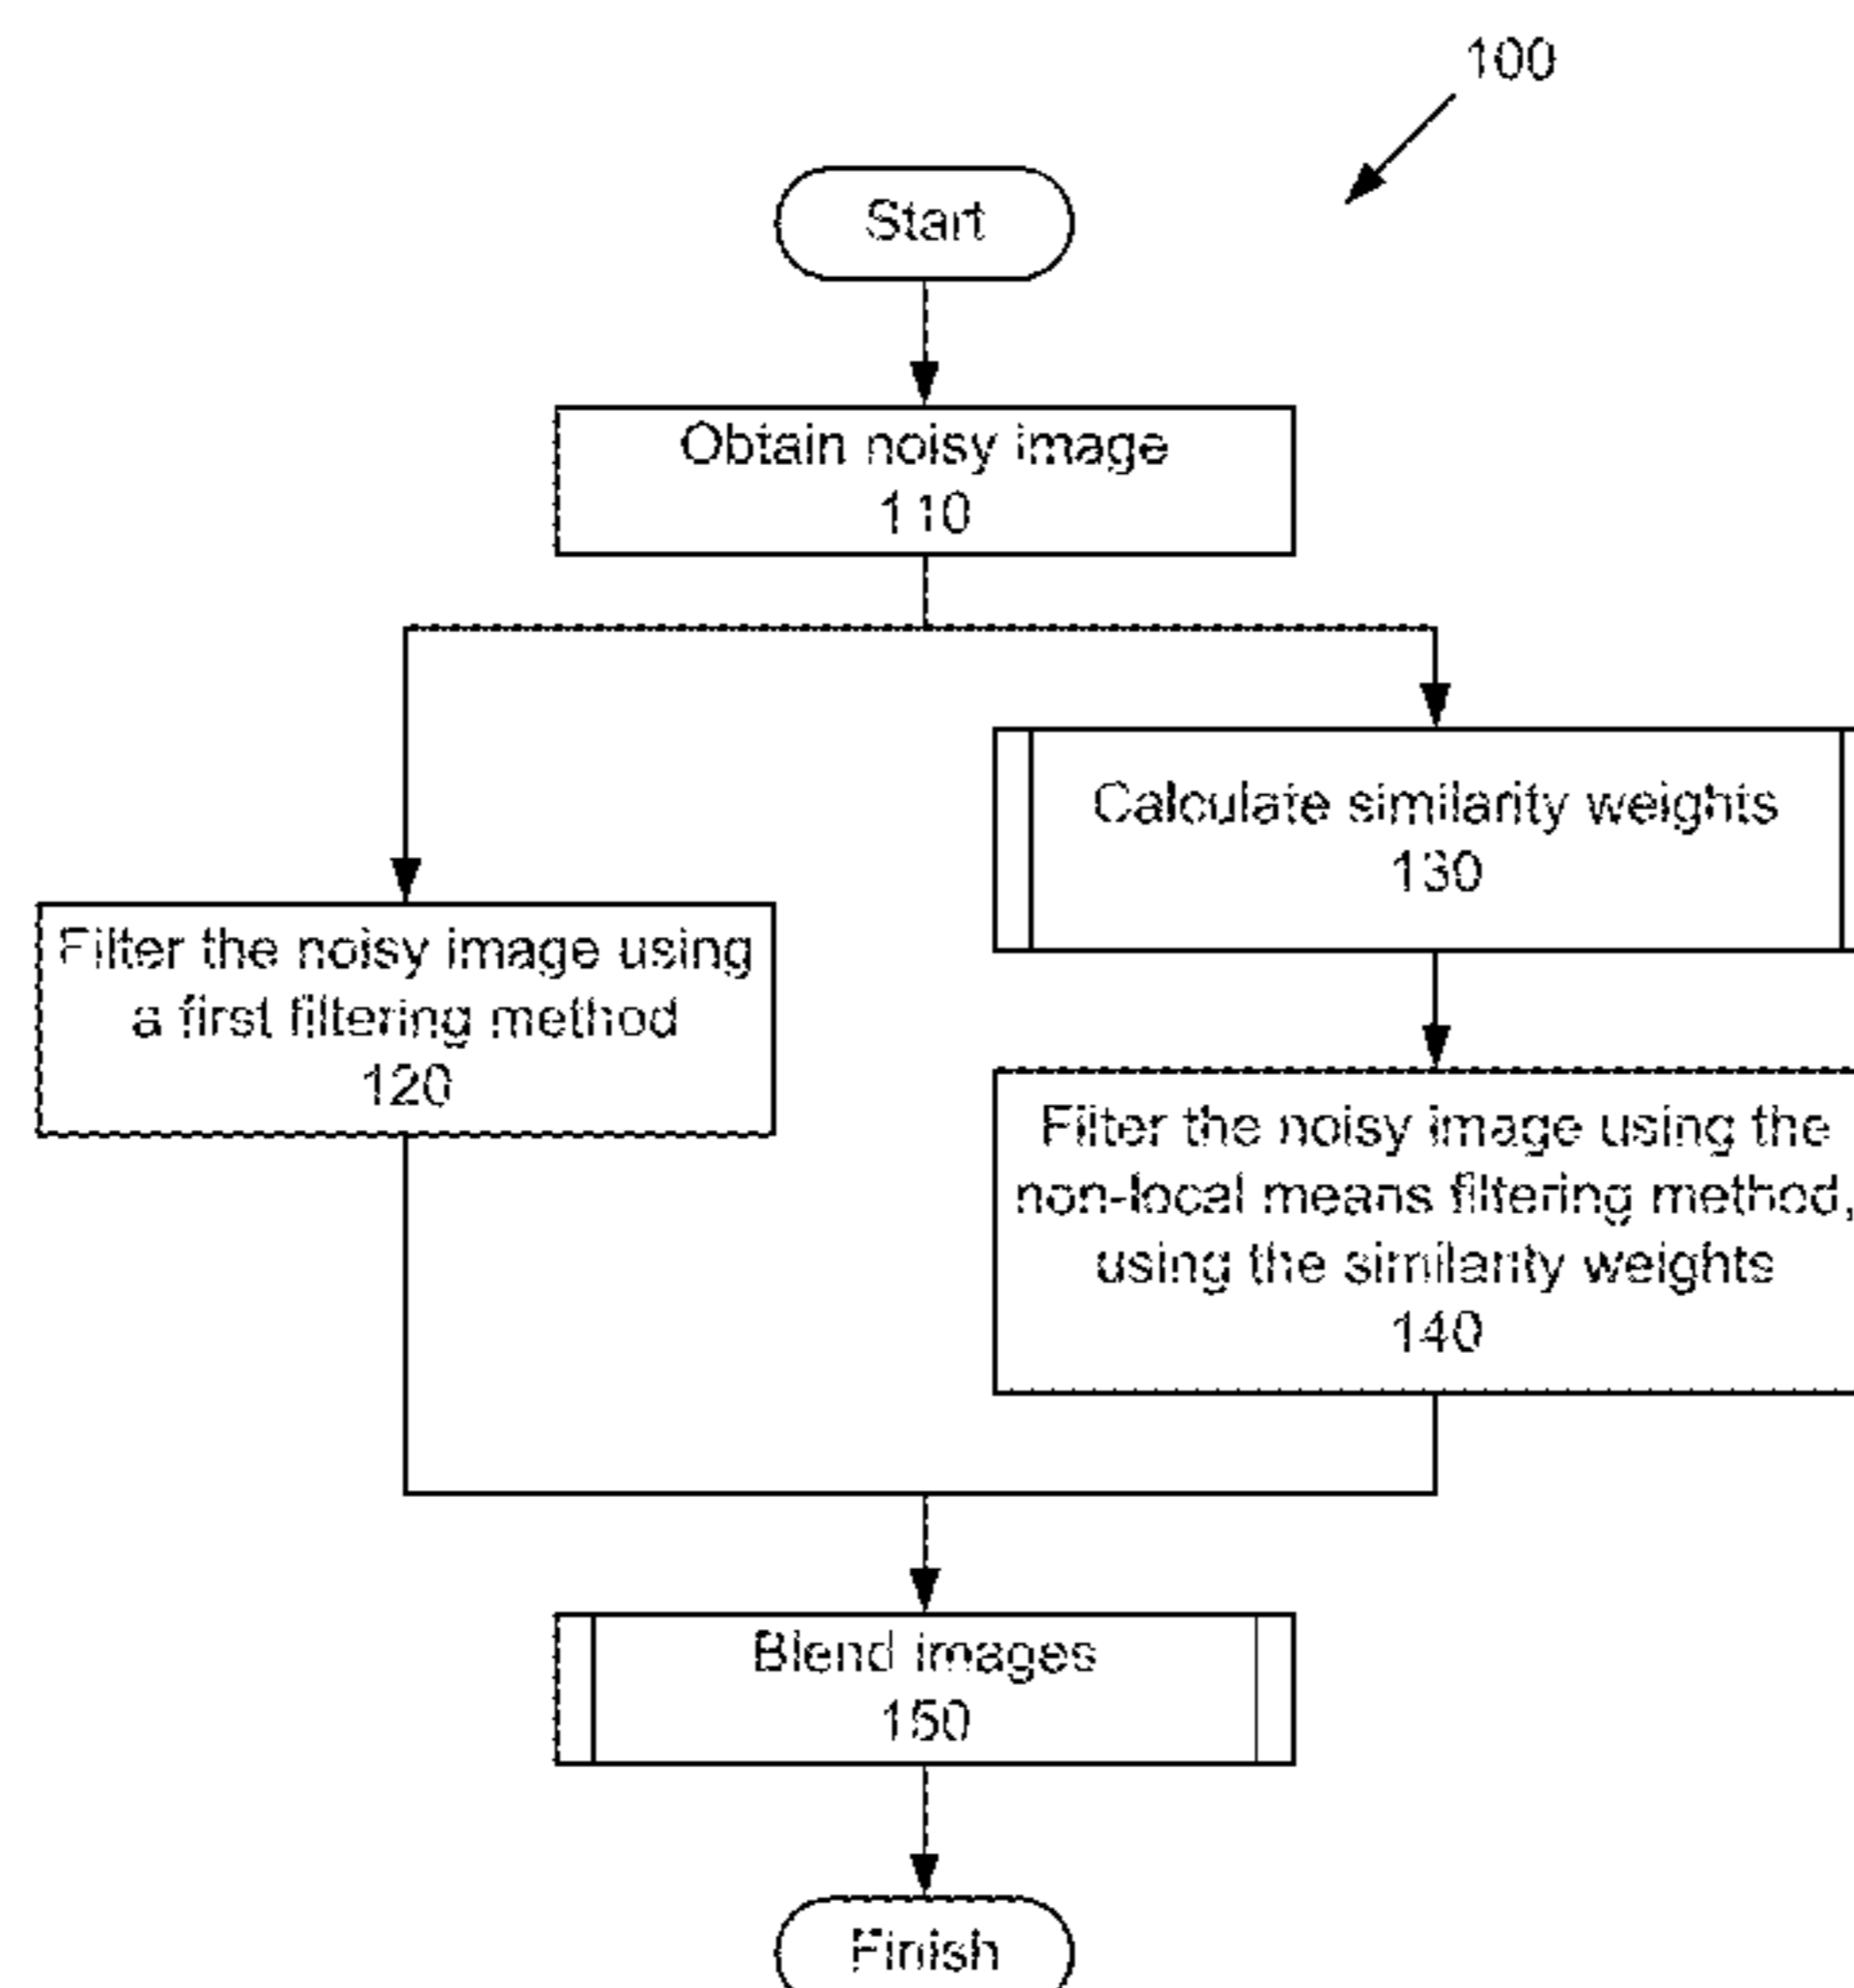 100
Start
Obtain noisy image
110
Calculate similarity weights
130
Filter the noisy image using
a first filtering method
120
Filter the noisy image using the
non-local means filtering method,
using the similarity weights
140
Blend images
150
Finish